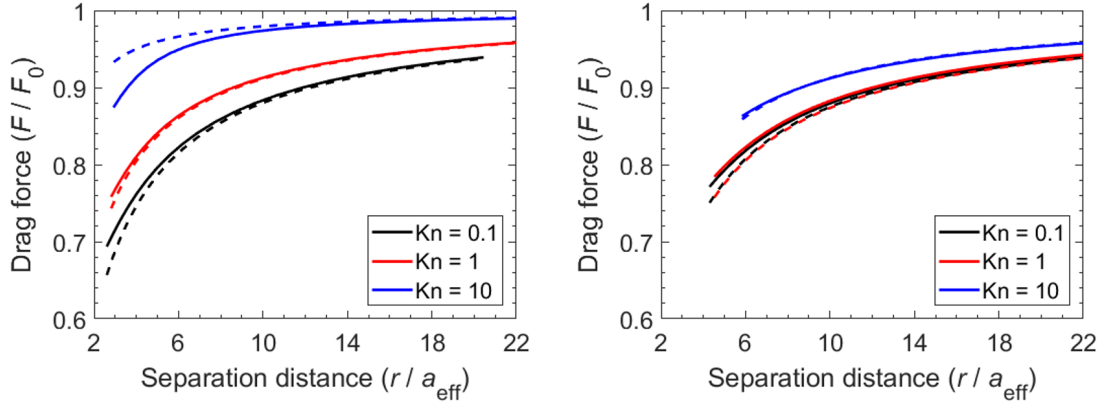 1
0.9
0.8
0.7
0.6
Drag force (F / F0)
2 6 10 14 18 22
Separation distance (r / aeff)
Kn = 0.1
Kn = 1
Kn = 10
1
0.9
0.8
0.7
0.6
Drag force (F / F0)
2 6 10 14 18 22
Separation distance (r / aeff)
Kn = 0.1
Kn = 1
Kn = 10